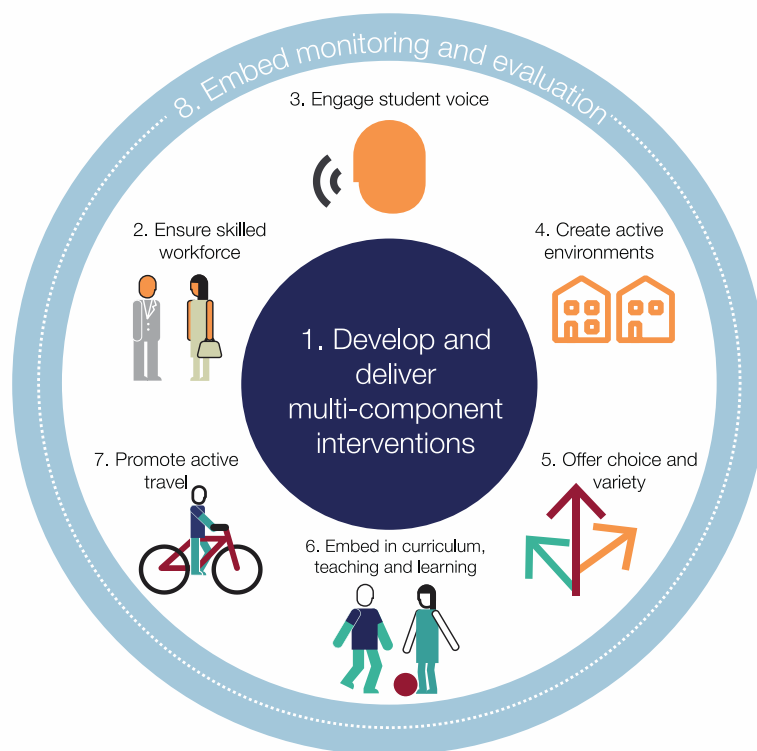 8. Embed monitoring and evaluation
3. Engage student voice
2. Ensure skilled
workforce
4. Create active
environments
1. Develop and
deliver
multi-component
interventions
7. Promote active
travel
5. Offer choice and
variety
6. Embed in curriculum,
teaching and learning